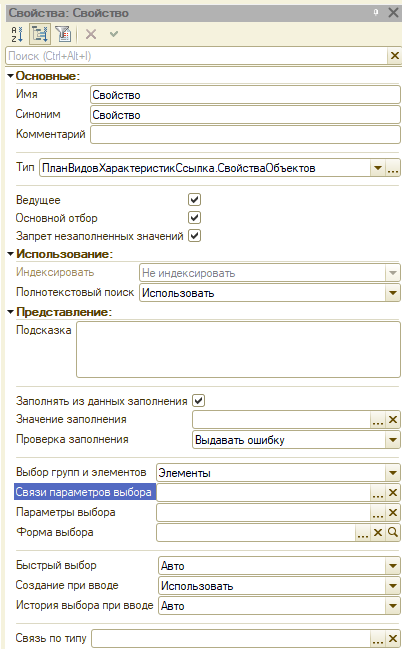 Свойства: Свойство
Поиск (Ctrl+Alt+I)
Основные:
Имя Свойство
Синоним Свойство
Комментарий
Тип ПланВидовХарактеристикСсылка.СвойстваОбъектов
Ведущее
Основной отбор
Запрет незаполненных значений
Использование:
Индексировать Не индексировать
Полнотекстовый поиск Использовать
Представление:
Подсказка
Заполнять из данных заполнения
Значение заполнения
Проверка заполнения Выдавать ошибку
Выбор групп и элементов Элементы
Связи параметров выбора
Параметры выбора
Форма выбора
Быстрый выбор Авто
Создание при вводе Использовать
История выбора при вводе Авто
Связь по типу